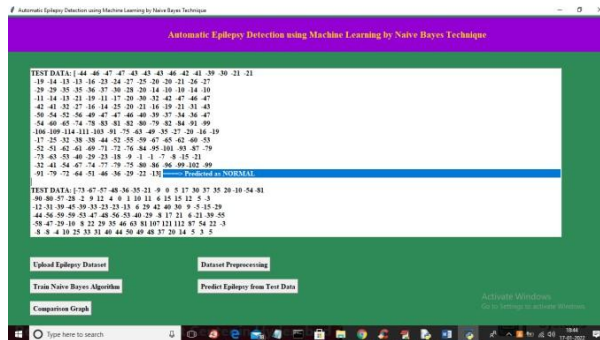 Automatic Epilepsy Detection using Machine Learning by Naive Bayes Technique
Automatic Epilepsy Detection using Machine Learning by Naive Bayes Technique
TEST DATA: [ -44 -46 -47 -47 -43 -43 -43 -46 -42 -41 -39 -30 -21 -21
-19 -14 -13 -13 -16 -23 -24 -27 -25 -20 -20 -21 -26 -27
-29 -29 -35 -35 -36 -37 -30 -28 -20 -14 -10 -10 -14 -10
-11 -14 -13 -21 -19 -11 -17 -20 -30 -32 -42 -47 -46 -47
-42 -41 -32 -27 -16 -14 -25 -20 -21 -16 -19 -21 -31 -43
-50 -54 -52 -56 -49 -47 -47 -46 -40 -39 -37 -34 -36 -47
-54 -60 -65 -74 -78 -83 -81 -82 -80 -79 -82 -84 -91 -99
-106 -109 -114 -111 -103 -91 -75 -63 -49 -35 -27 -20 -16 -19
-17 -25 -32 -38 -38 -44 -52 -55 -59 -67 -65 -62 -60 -53
-52 -51 -62 -61 -69 -71 -72 -76 -84 -95 -101 -93 -87 -79
-73 -63 -53 -40 -29 -23 -18 -9 -1 -1 -7 -8 -15 -21
-32 -41 -54 -67 -74 -77 -79 -75 -80 -86 -96 -99 -102 -99
-91 -79 -72 -64 -51 -46 -36 -29 -22 -13] ====> Predicted as NORMAL
TEST DATA: [-73 -67 -57 -48 -36 -35 -21 -9 0 5 17 30 37 35 20 -10 -54 -81
-90 -80 -57 -28 -2 9 12 4 0 1 10 11 6 15 15 12 5 -3
-12 -31 -39 -45 -39 -33 -23 -23 -13 6 29 42 40 30 9 -5 -15 -29
-44 -56 -59 -59 -53 -47 -48 -56 -53 -40 -29 -8 17 21 6 -21 -39 -55
-58 -47 -29 -10 8 22 29 35 46 63 81 107 121 112 87 54 22 -3
-8 -8 -4 10 25 33 31 40 44 50 49 48 37 20 14 5 3 5
Upload Epilepsy Dataset
Dataset Preprocessing
Train Naive Bayes Algorithm
Predict Epilepsy from Test Data
Comparison Graph
Activate Windows
Go to Settings to activate Windows.
Type here to search